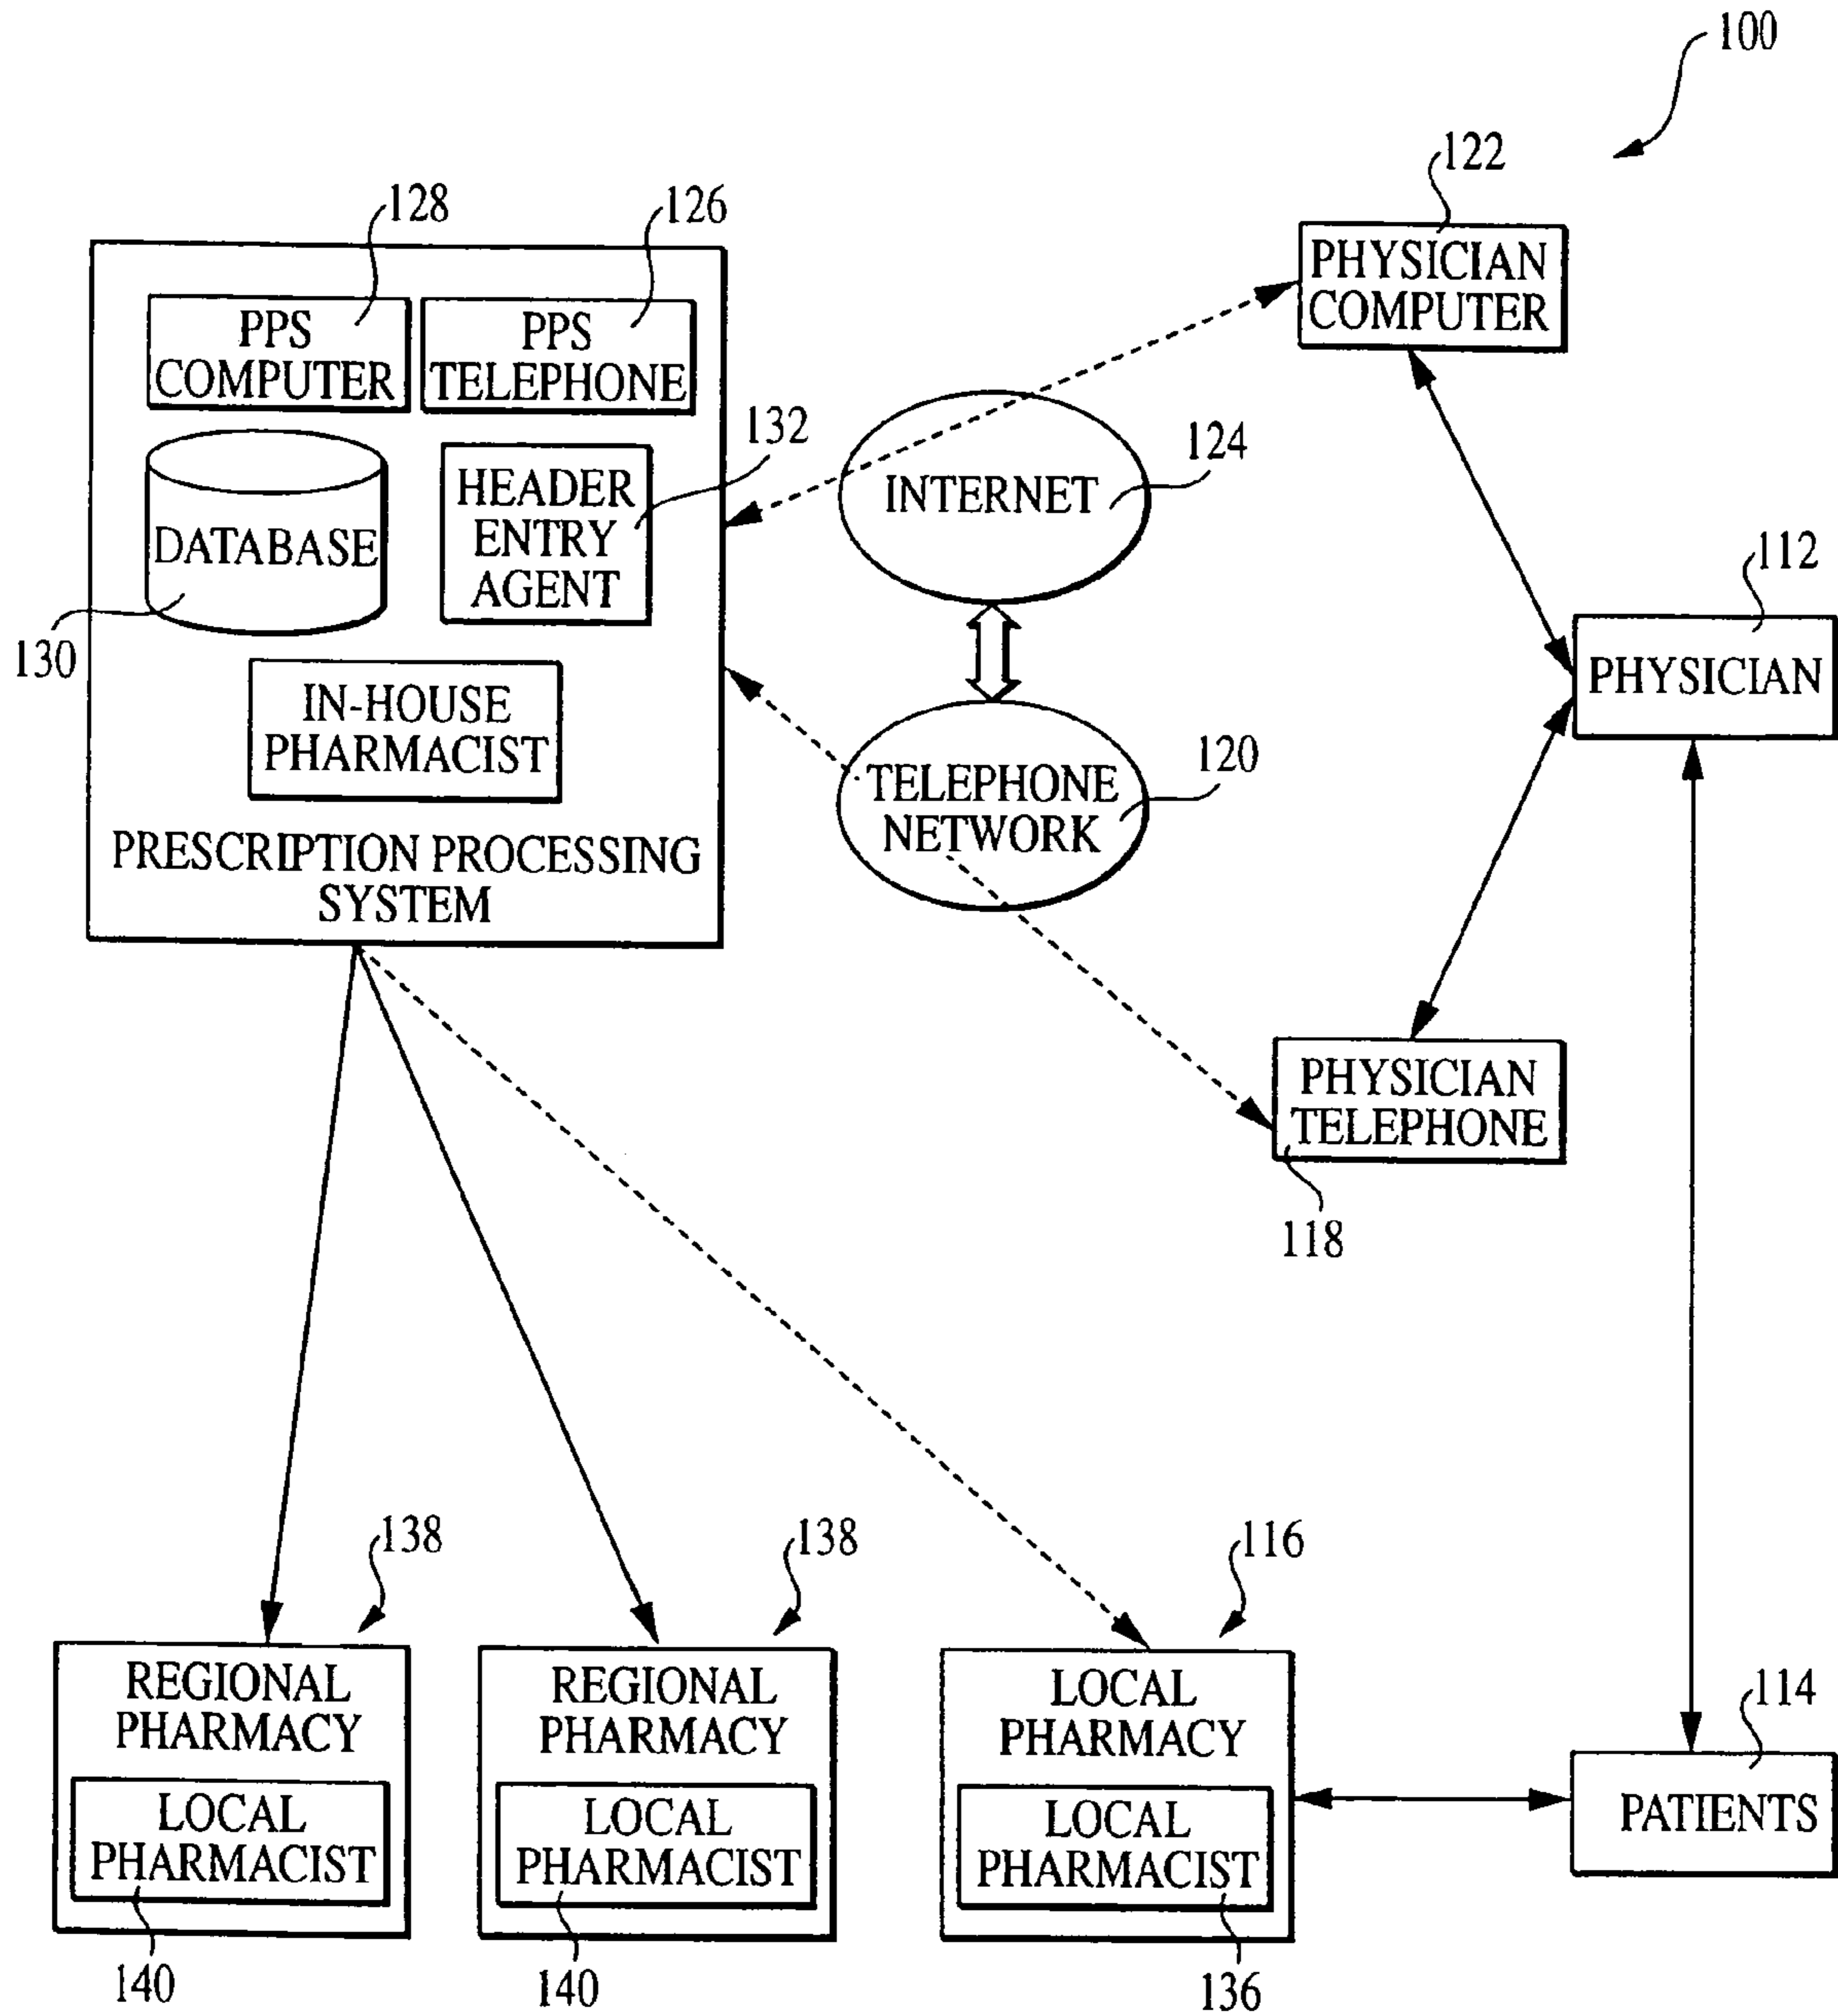 100
122
128
126
PHYSICIAN
COMPUTER
PPS
COMPUTER
PPS
TELEPHONE
132
124
INTERNET
HEADER
ENTRY
AGENT
DATABASE
112
130
PHYSICIAN
IN-HOUSE
PHARMACIST
120
TELEPHONE
NETWORK
PRESCRIPTION PROCESSING
SYSTEM
PHYSICIAN
TELEPHONE
118
138
138
116
REGIONAL
PHARMACY
LOCAL
PHARMACIST
140
REGIONAL
PHARMACY
LOCAL
PHARMACIST
140
LOCAL
PHARMACY
LOCAL
PHARMACIST
136
114
PATIENTS